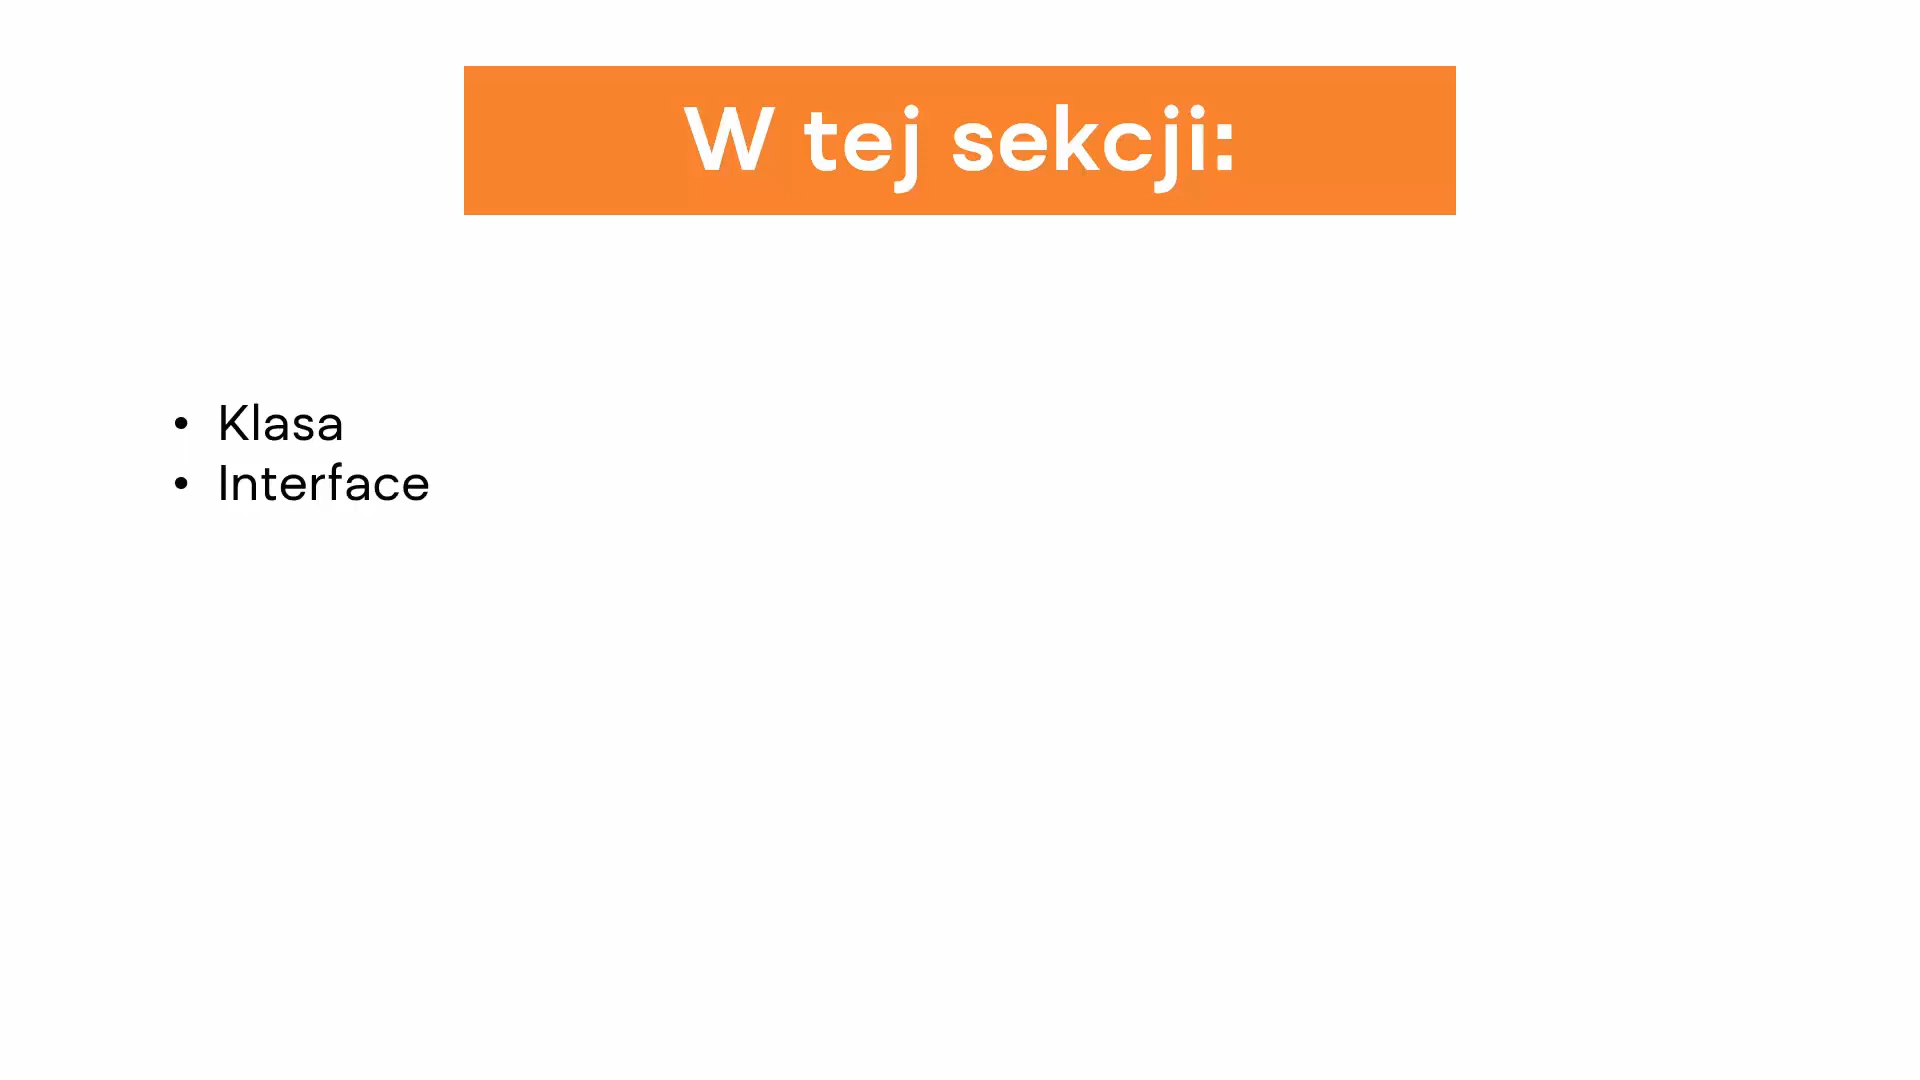 W tej sekcji:
• Klasa
• Interface